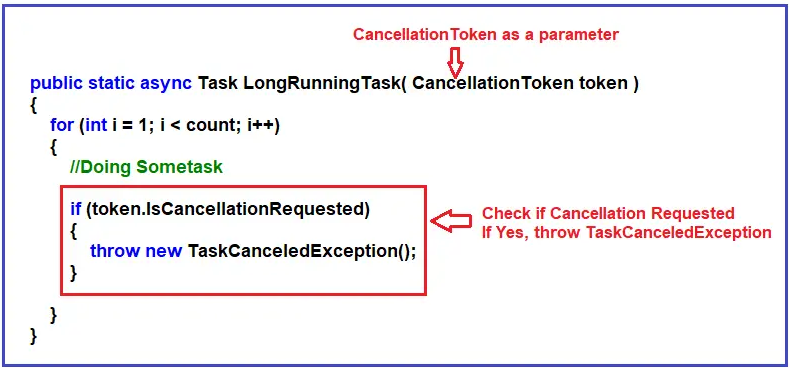 CancellationToken as a parameter
public static async Task LongRunningTask( CancellationToken token )
{
for (int i = 1; i < count; i++)
{
//Doing Sometask
if (token.IsCancellationRequested)
{
throw new TaskCanceledException();
}
Check if Cancellation Requested
If Yes, throw TaskCanceledException
}
}